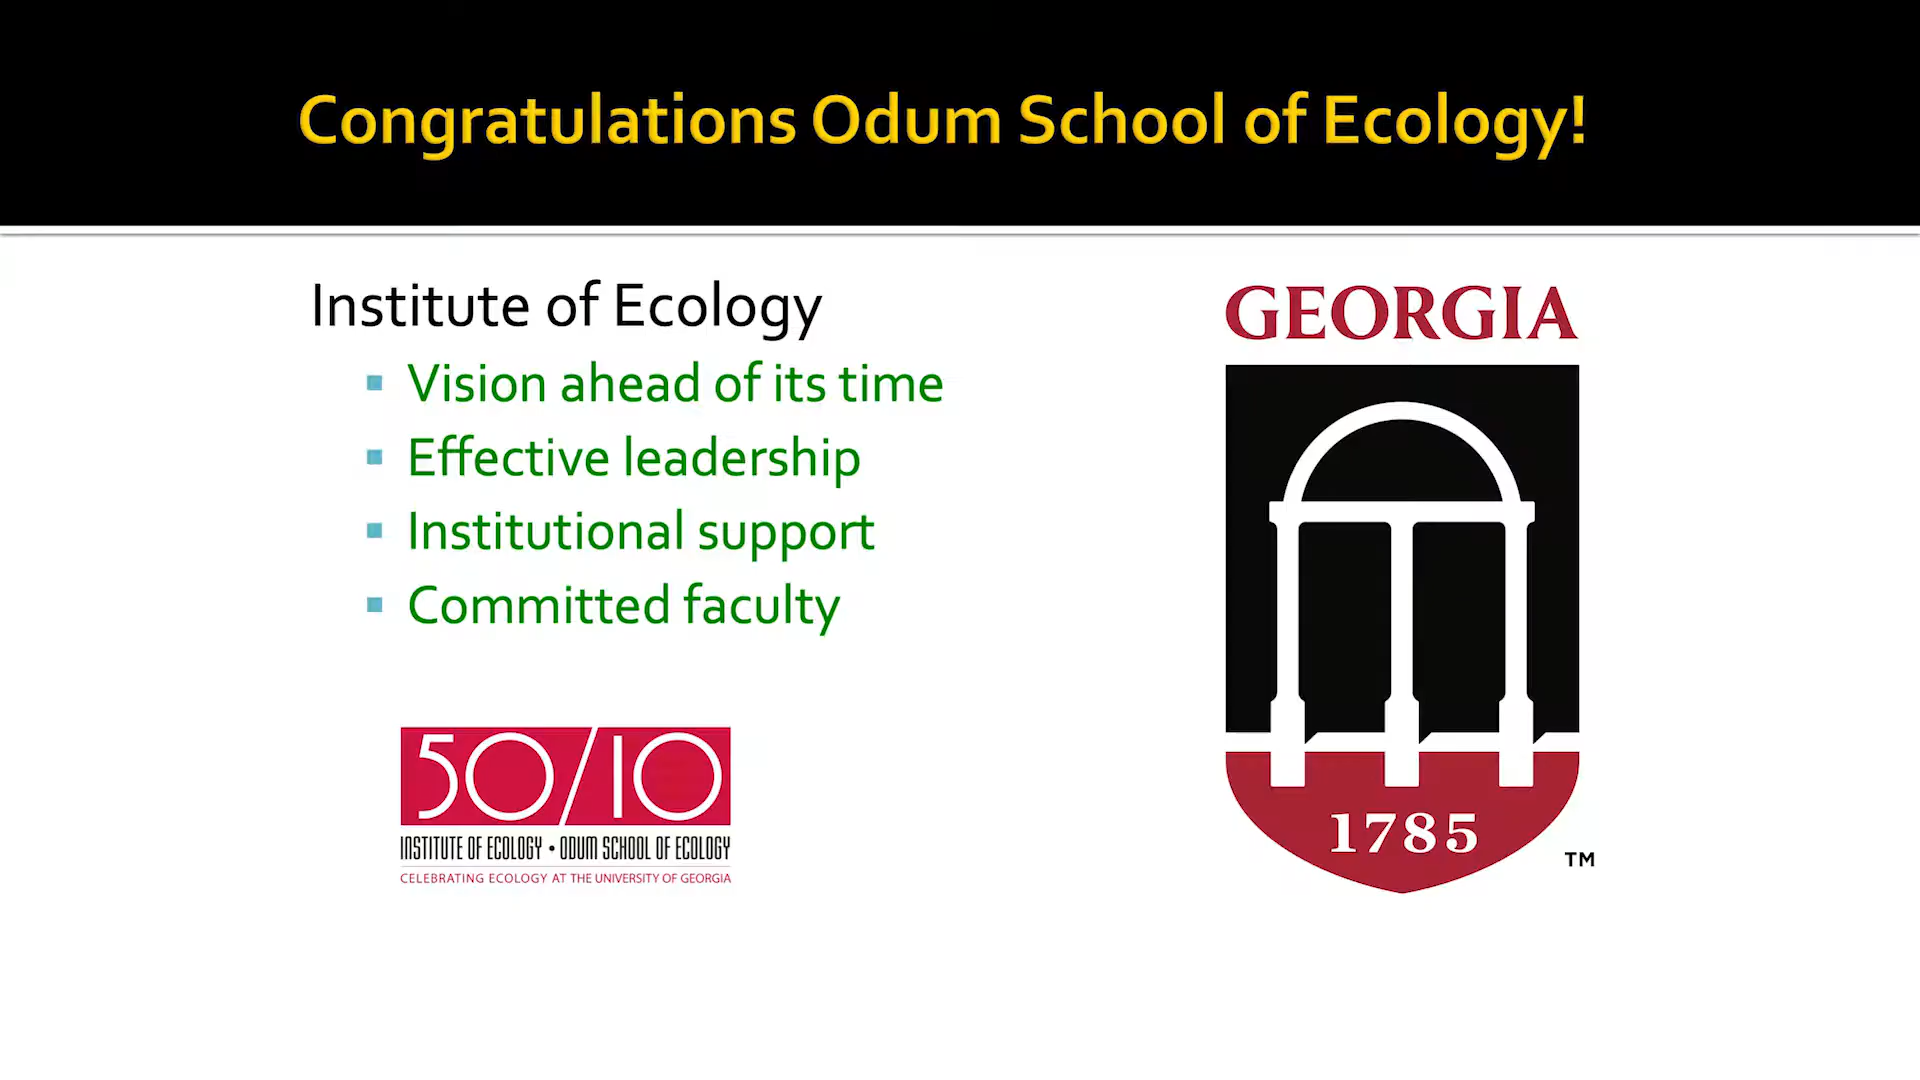 Congratulations Odum School of Ecology!
Institute of Ecology
Vision ahead of its time
Effective leadership
Institutional support
Committed faculty
50/10
INSTITUTE OF ECOLOGY • ODUM SCHOOL OF ECOLOGY
CELEBRATING ECOLOGY AT THE UNIVERSITY OF GEORGIA
GEORGIA
1785
TM